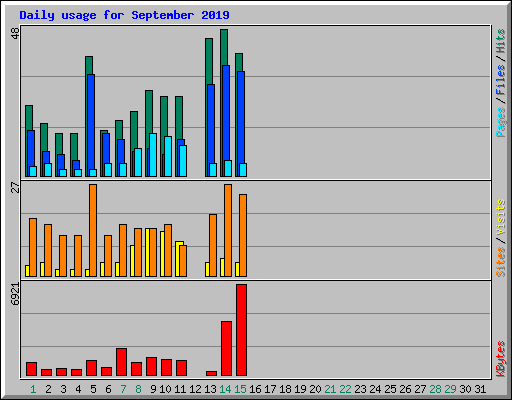 Daily usage for September 2019
48
Pages/Files/Hits
27
Sites/Visits
6921
KBytes
1 2 3 4 5 6 7 8 9 10 11 12 13 14 15 16 17 18 19 20 21 22 23 24 25 26 27 28 29 30 31